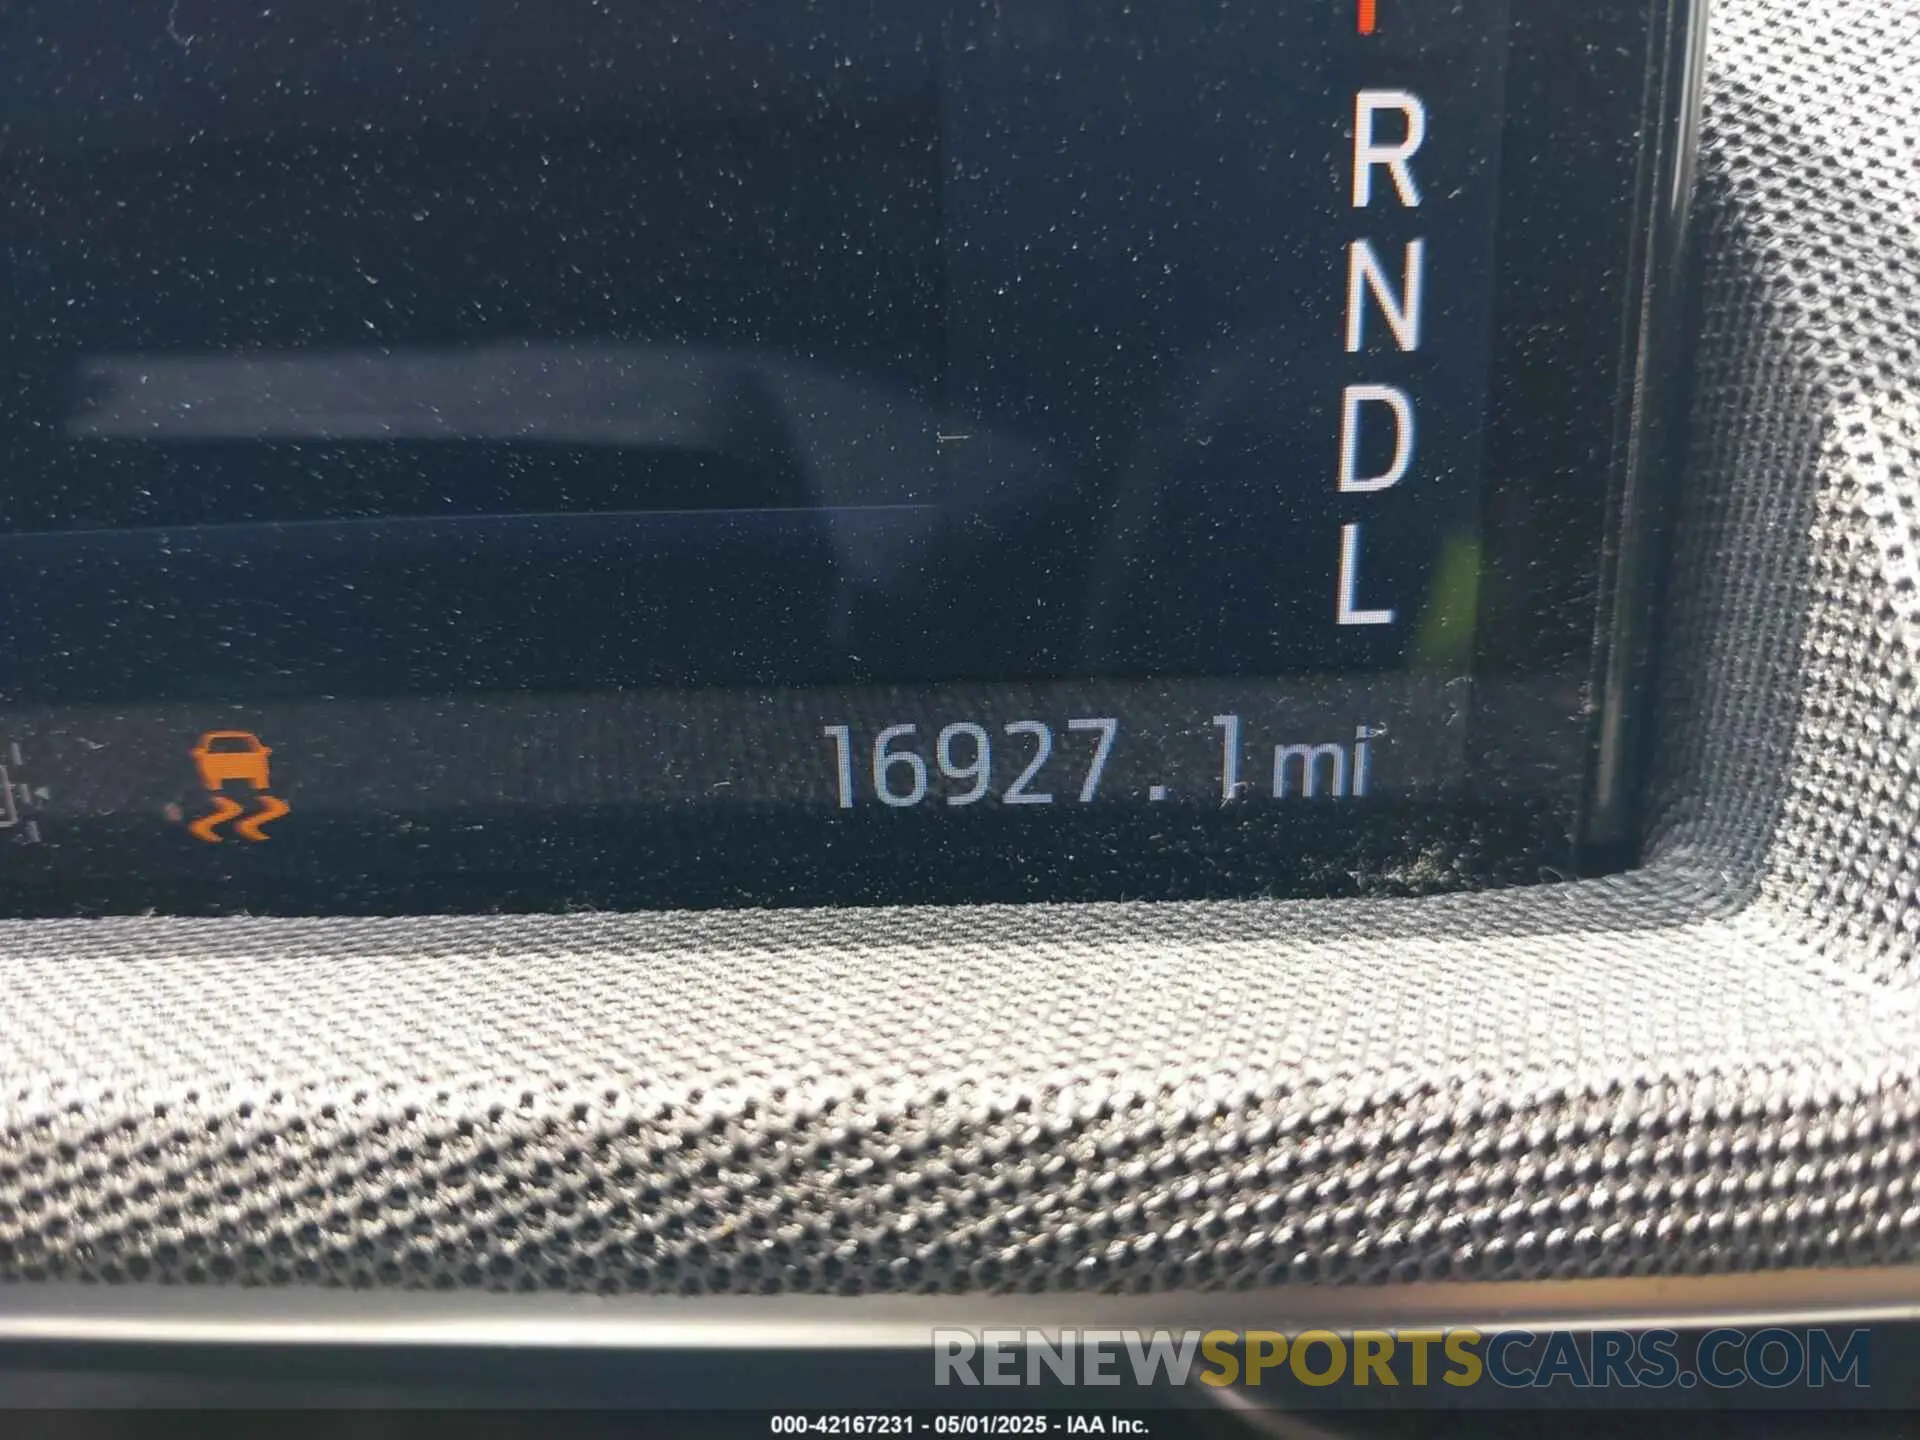 R
N
D
L
16927.1mi
RENEWSPORTSCARS.COM
000-42167231 - 05/01/2025 - IAA Inc.